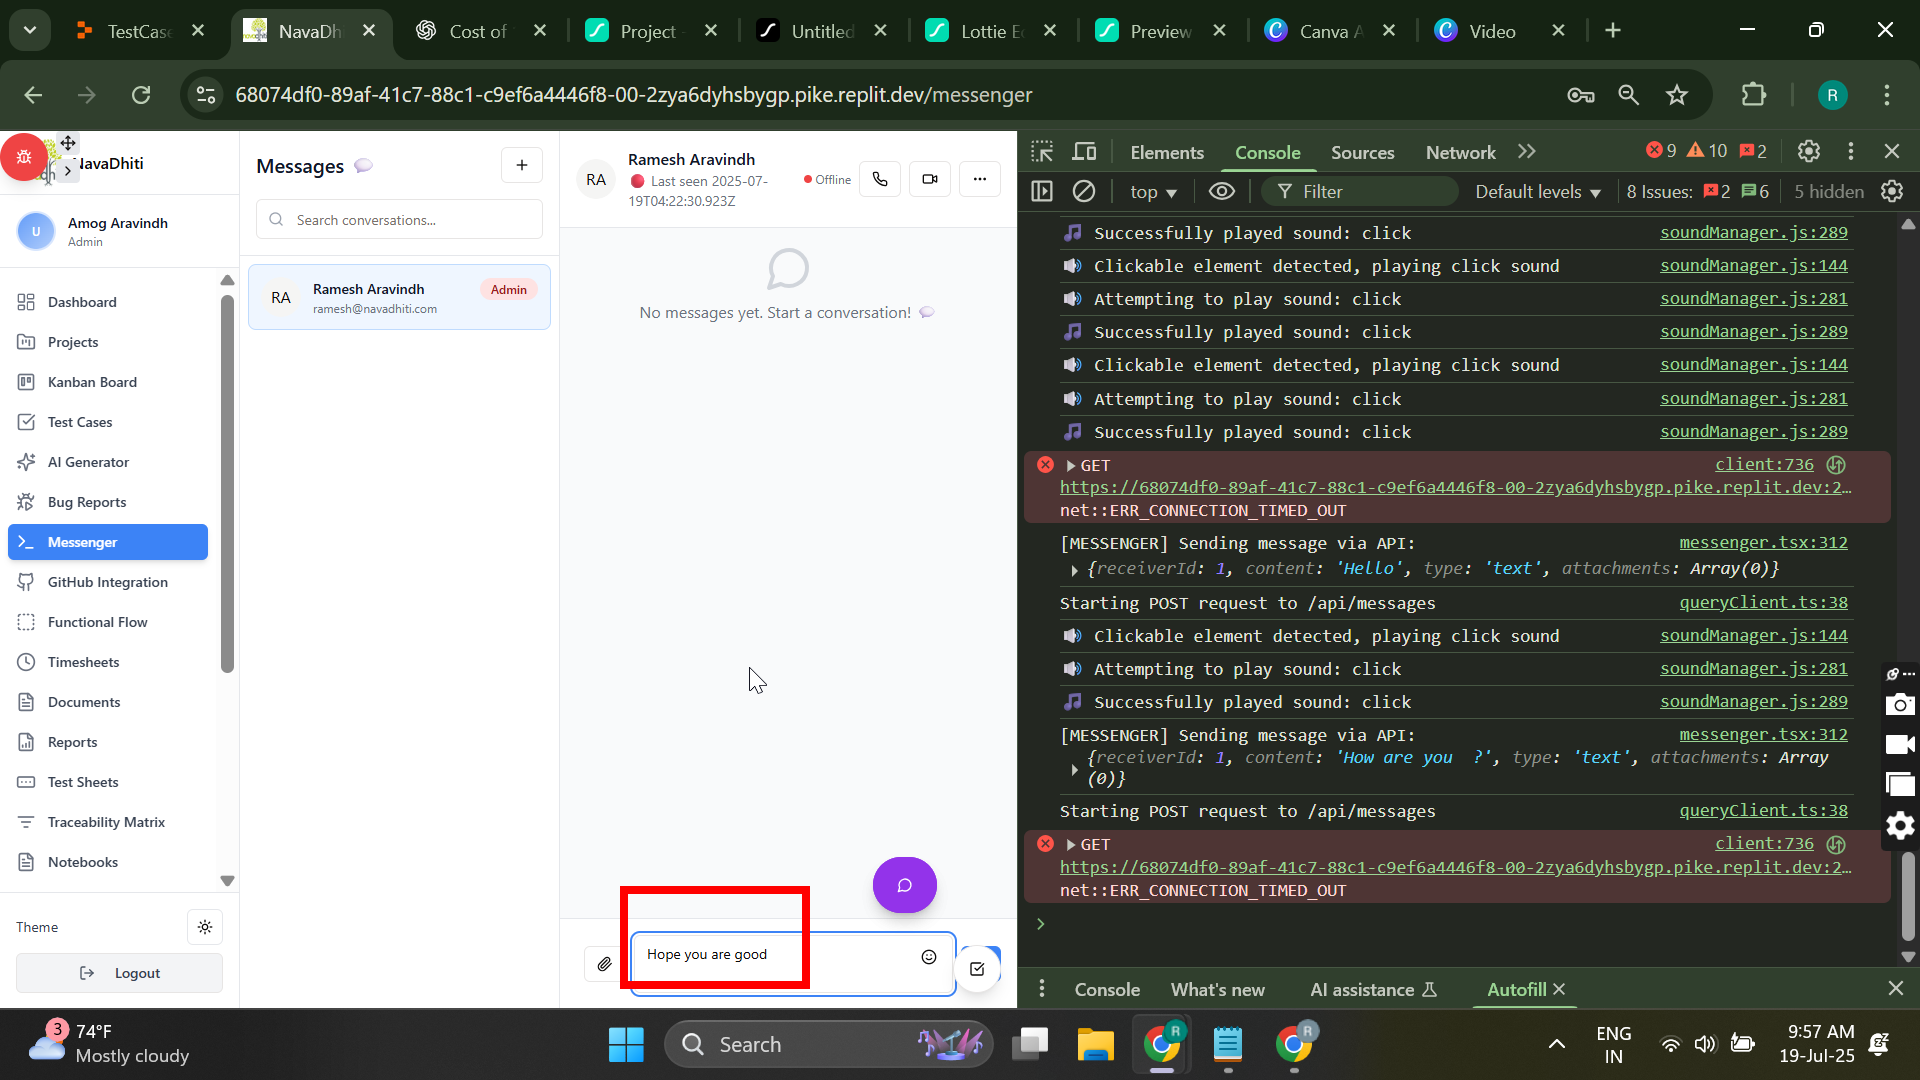 TestCase
NavaDh
Cost of
Project
Untitled
Lottie E
Preview
Canva A
Video
68074df0-89af-41c7-88c1-c9ef6a4446f8-00-2zya6dyhsbygp.pike.replit.dev/messenger
R
NavaDhiti
U
Amog Aravindh
Admin
Dashboard
Projects
Kanban Board
Test Cases
AI Generator
Bug Reports
Messenger
GitHub Integration
Functional Flow
Timesheets
Documents
Reports
Test Sheets
Traceability Matrix
Notebooks
Theme
Logout
Messages
Search conversations...
RA
Ramesh Aravindh
Admin
ramesh@navadhiti.com
RA
Ramesh Aravindh
Last seen 2025-07-
19T04:22:30.923Z
Offline
No messages yet. Start a conversation!
Hope you are good
Elements
Console
Sources
Network
9
10
2
top
Filter
Default levels
8 Issues:
2
6
5 hidden
Successfully played sound: click soundManager.js:289
Clickable element detected, playing click sound soundManager.js:144
Attempting to play sound: click soundManager.js:281
Successfully played sound: click soundManager.js:289
Clickable element detected, playing click sound soundManager.js:144
Attempting to play sound: click soundManager.js:281
Successfully played sound: click soundManager.js:289
GET client:736
https://68074df0-89af-41c7-88c1-c9ef6a4446f8-00-2zya6dyhsbygp.pike.replit.dev:2…
net::ERR_CONNECTION_TIMED_OUT
[MESSENGER] Sending message via API: messenger.tsx:312
{receiverId: 1, content: 'Hello', type: 'text', attachments: Array(0)}
Starting POST request to /api/messages queryClient.ts:38
Clickable element detected, playing click sound soundManager.js:144
Attempting to play sound: click soundManager.js:281
Successfully played sound: click soundManager.js:289
[MESSENGER] Sending message via API: messenger.tsx:312
{receiverId: 1, content: 'How are you  ?', type: 'text', attachments: Array
(0)}
Starting POST request to /api/messages queryClient.ts:38
GET client:736
https://68074df0-89af-41c7-88c1-c9ef6a4446f8-00-2zya6dyhsbygp.pike.replit.dev:2…
net::ERR_CONNECTION_TIMED_OUT
Console
What's new
AI assistance
Autofill
3
74°F
Mostly cloudy
Search
R
R
ENG
IN
9:57 AM
19-Jul-25